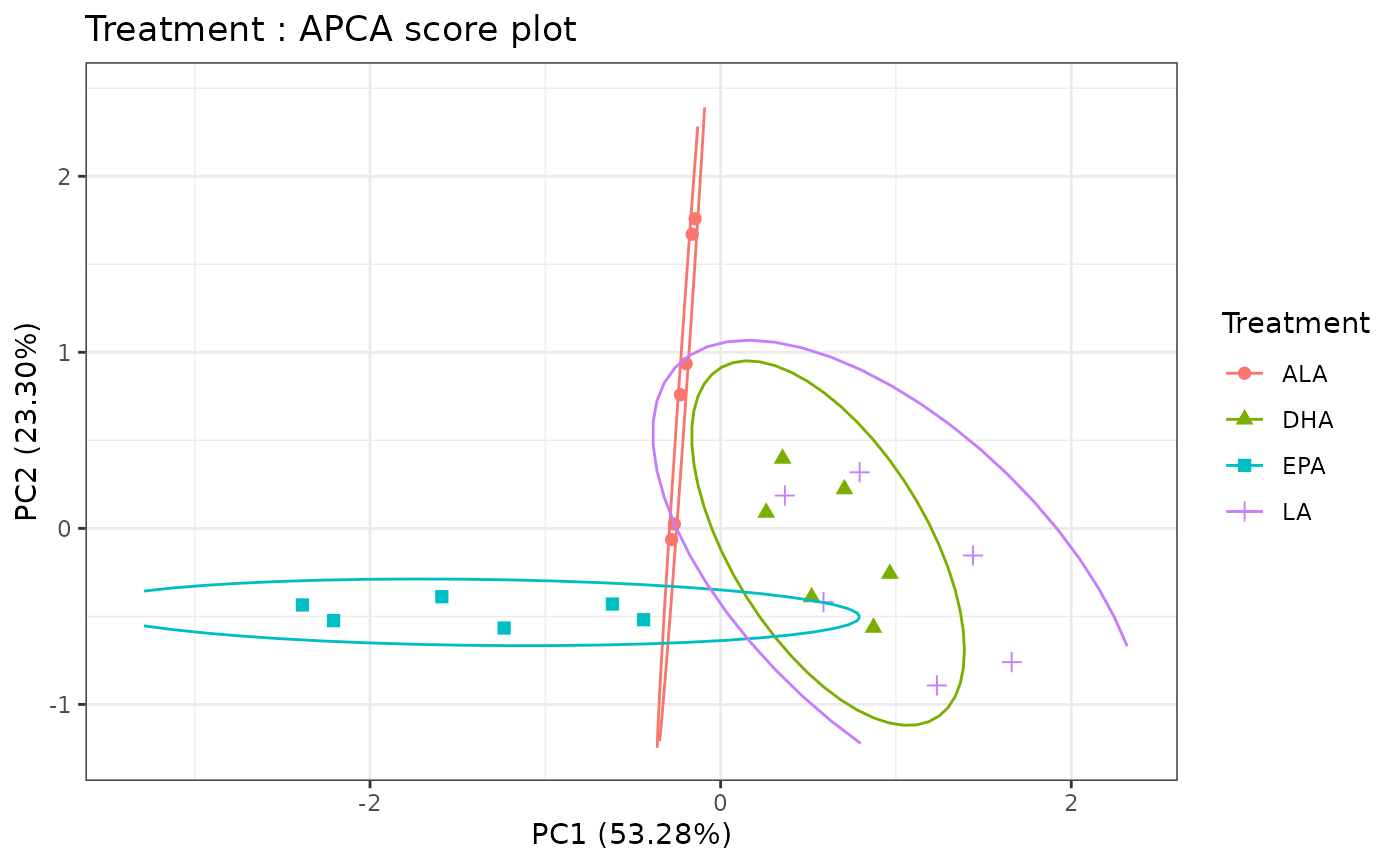 Treatment : APCA score plot
PC2 (23.30%)
2
1
0
-1
-2
0
2
PC1 (53.28%)
Treatment
ALA
DHA
EPA
LA